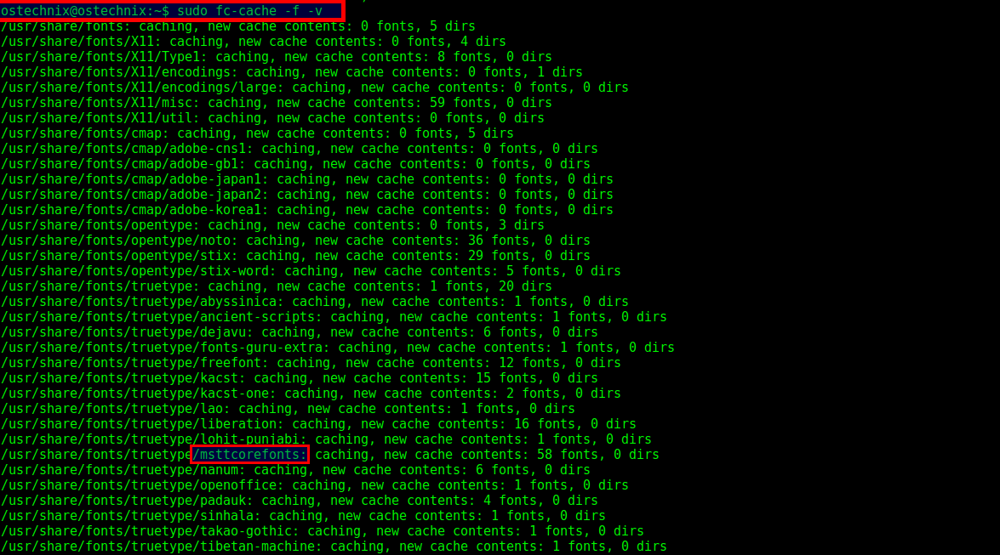 ostechnix@ostechnix:~$ sudo fc-cache -f -v
/usr/share/fonts: caching, new cache contents: 0 fonts, 5 dirs
/usr/share/fonts/X11: caching, new cache contents: 0 fonts, 4 dirs
/usr/share/fonts/X11/Type1: caching, new cache contents: 8 fonts, 0 dirs
/usr/share/fonts/X11/encodings: caching, new cache contents: 0 fonts, 1 dirs
/usr/share/fonts/X11/encodings/large: caching, new cache contents: 0 fonts, 0 dirs
/usr/share/fonts/X11/misc: caching, new cache contents: 59 fonts, 0 dirs
/usr/share/fonts/X11/util: caching, new cache contents: 0 fonts, 0 dirs
/usr/share/fonts/cmap: caching, new cache contents: 0 fonts, 5 dirs
/usr/share/fonts/cmap/adobe-cns1: caching, new cache contents: 0 fonts, 0 dirs
/usr/share/fonts/cmap/adobe-gb1: caching, new cache contents: 0 fonts, 0 dirs
/usr/share/fonts/cmap/adobe-japan1: caching, new cache contents: 0 fonts, 0 dirs
/usr/share/fonts/cmap/adobe-japan2: caching, new cache contents: 0 fonts, 0 dirs
/usr/share/fonts/cmap/adobe-korea1: caching, new cache contents: 0 fonts, 0 dirs
/usr/share/fonts/opentype: caching, new cache contents: 0 fonts, 3 dirs
/usr/share/fonts/opentype/noto: caching, new cache contents: 36 fonts, 0 dirs
/usr/share/fonts/opentype/stix: caching, new cache contents: 29 fonts, 0 dirs
/usr/share/fonts/opentype/stix-word: caching, new cache contents: 5 fonts, 0 dirs
/usr/share/fonts/truetype: caching, new cache contents: 1 fonts, 20 dirs
/usr/share/fonts/truetype/abyssinica: caching, new cache contents: 1 fonts, 0 dirs
/usr/share/fonts/truetype/ancient-scripts: caching, new cache contents: 1 fonts, 0 dirs
/usr/share/fonts/truetype/dejavu: caching, new cache contents: 6 fonts, 0 dirs
/usr/share/fonts/truetype/fonts-guru-extra: caching, new cache contents: 1 fonts, 0 dirs
/usr/share/fonts/truetype/freefont: caching, new cache contents: 12 fonts, 0 dirs
/usr/share/fonts/truetype/kacst: caching, new cache contents: 15 fonts, 0 dirs
/usr/share/fonts/truetype/kacst-one: caching, new cache contents: 2 fonts, 0 dirs
/usr/share/fonts/truetype/lao: caching, new cache contents: 1 fonts, 0 dirs
/usr/share/fonts/truetype/liberation: caching, new cache contents: 16 fonts, 0 dirs
/usr/share/fonts/truetype/lohit-punjabi: caching, new cache contents: 1 fonts, 0 dirs
/usr/share/fonts/truetype/msttcorefonts: caching, new cache contents: 58 fonts, 0 dirs
/usr/share/fonts/truetype/nanum: caching, new cache contents: 6 fonts, 0 dirs
/usr/share/fonts/truetype/openoffice: caching, new cache contents: 1 fonts, 0 dirs
/usr/share/fonts/truetype/padauk: caching, new cache contents: 4 fonts, 0 dirs
/usr/share/fonts/truetype/sinhala: caching, new cache contents: 1 fonts, 0 dirs
/usr/share/fonts/truetype/takao-gothic: caching, new cache contents: 1 fonts, 0 dirs
/usr/share/fonts/truetype/tibetan-machine: caching, new cache contents: 1 fonts, 0 dirs